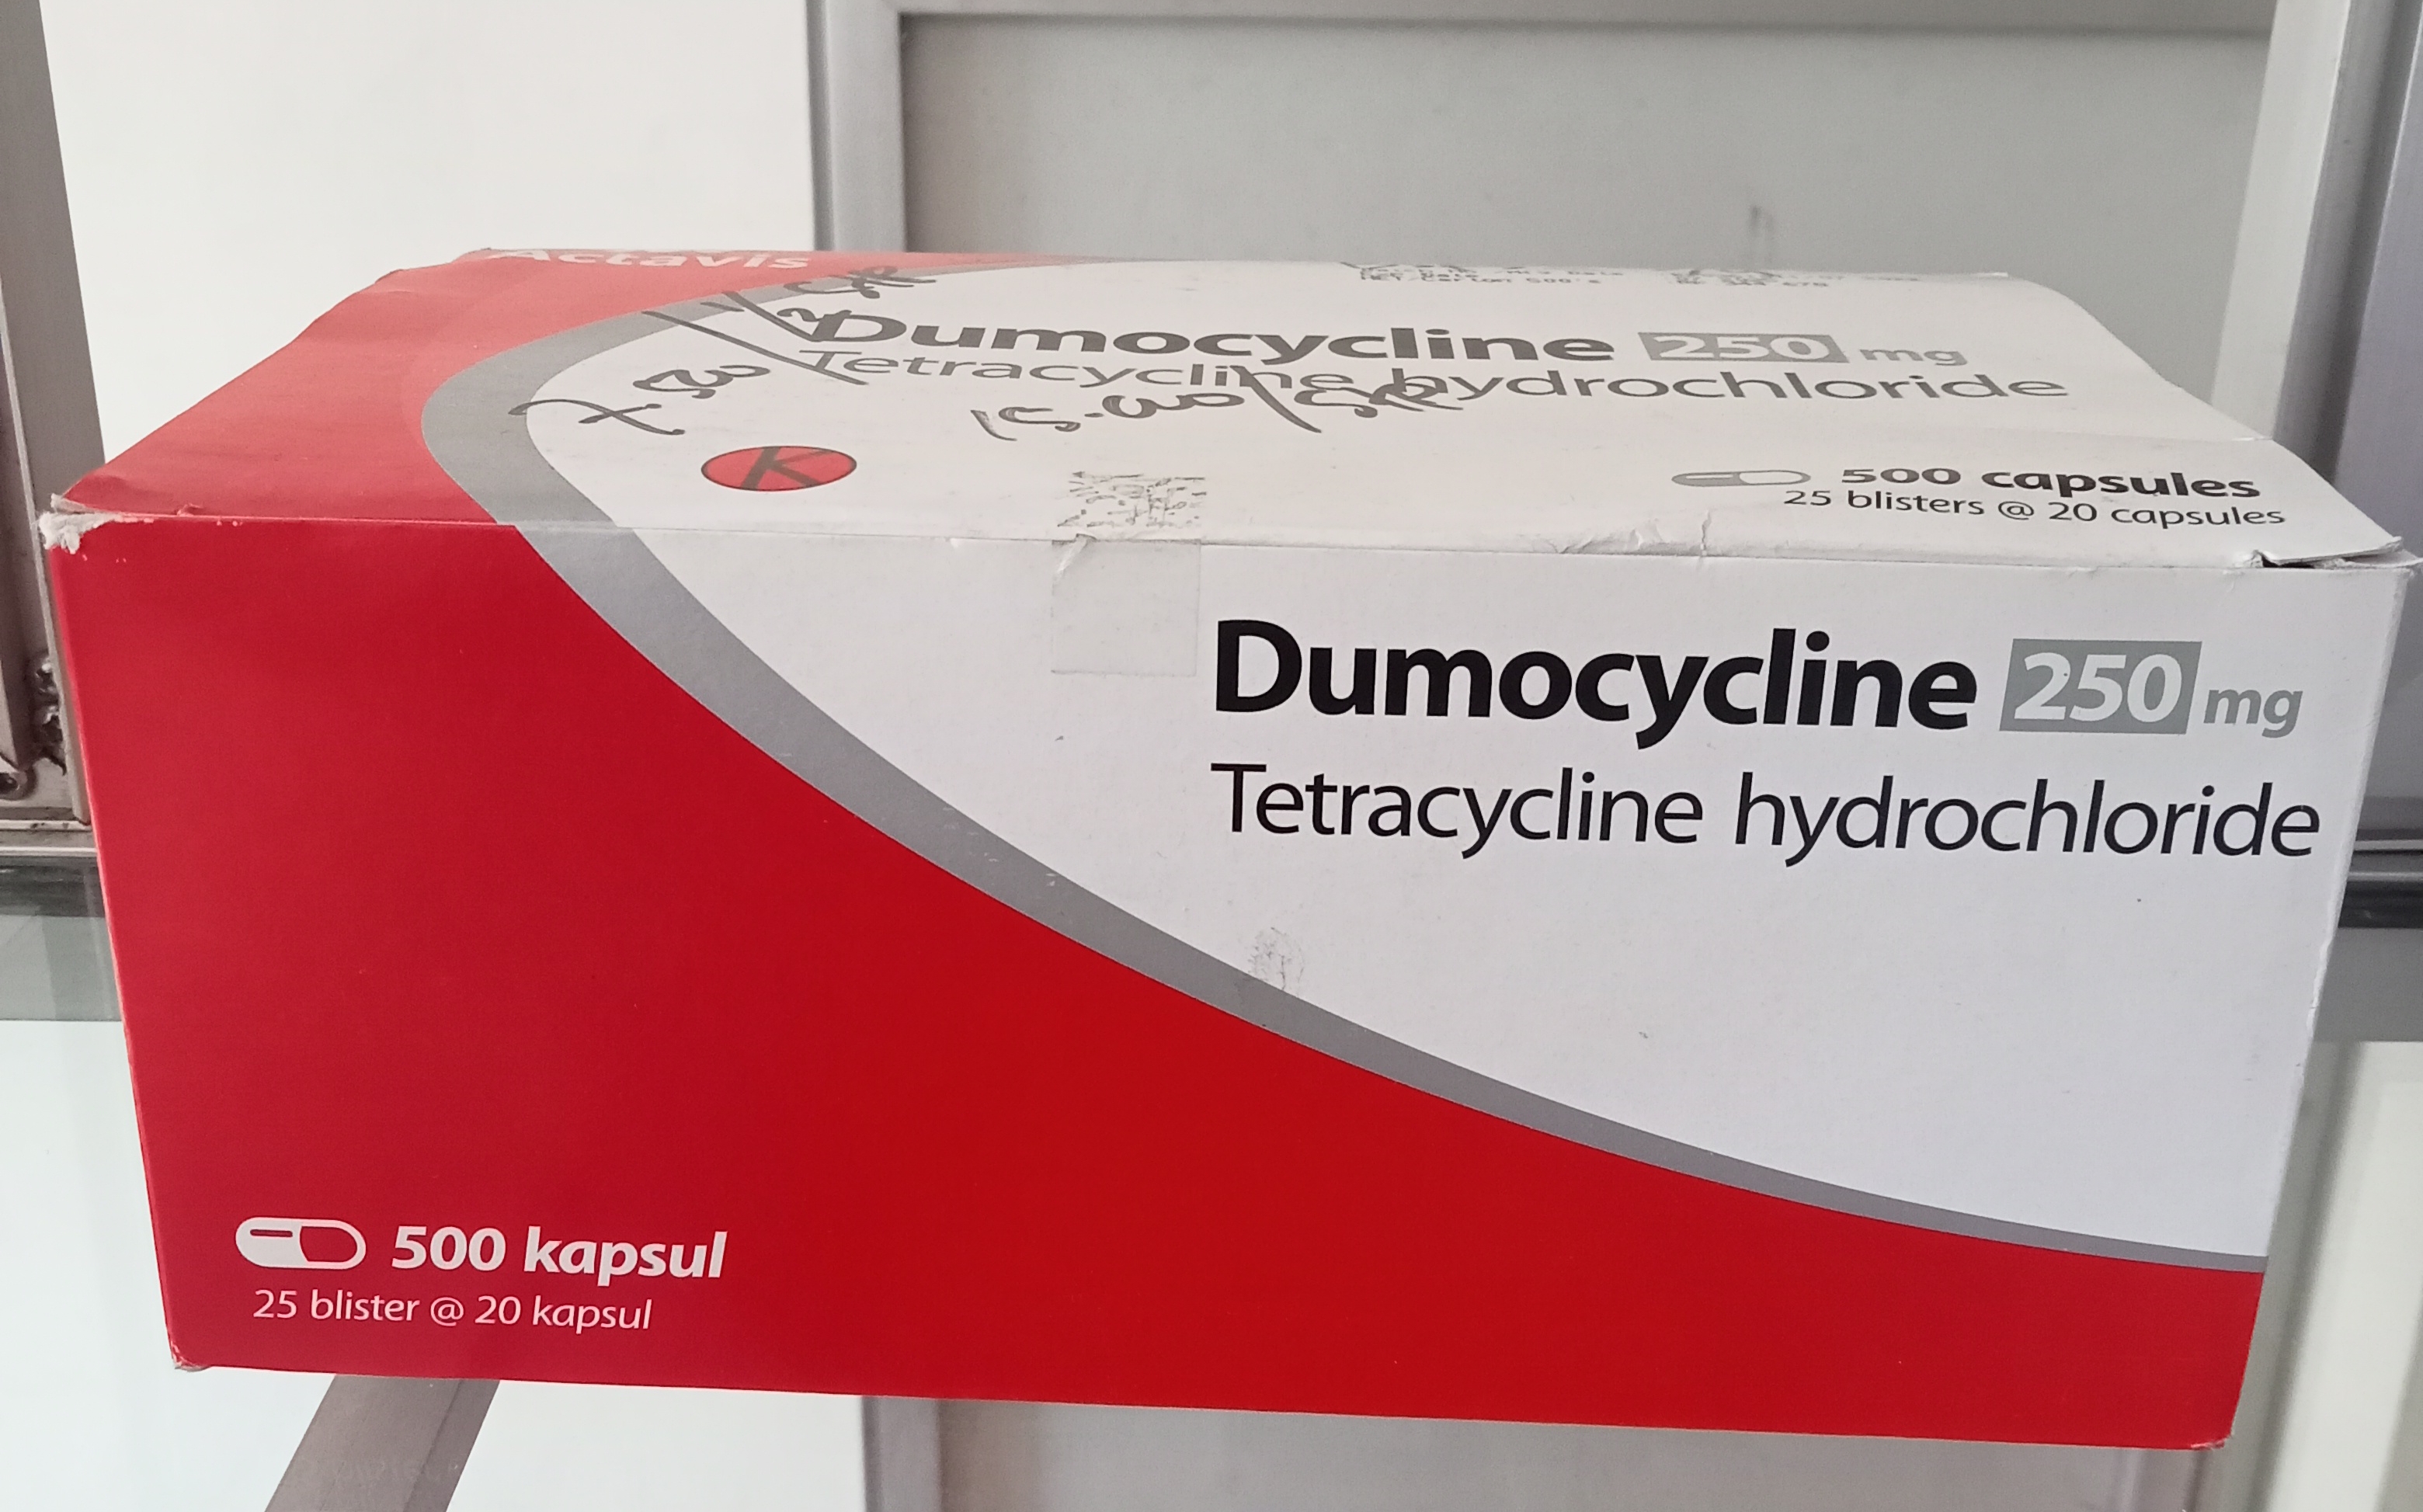 Actavis
Dumocycline 250 mg
Tetracycline hydrochloride
K
500 capsules
25 blisters @ 20 capsules
Dumocycline 250 mg
Tetracycline hydrochloride
500 kapsul
25 blister @ 20 kapsul